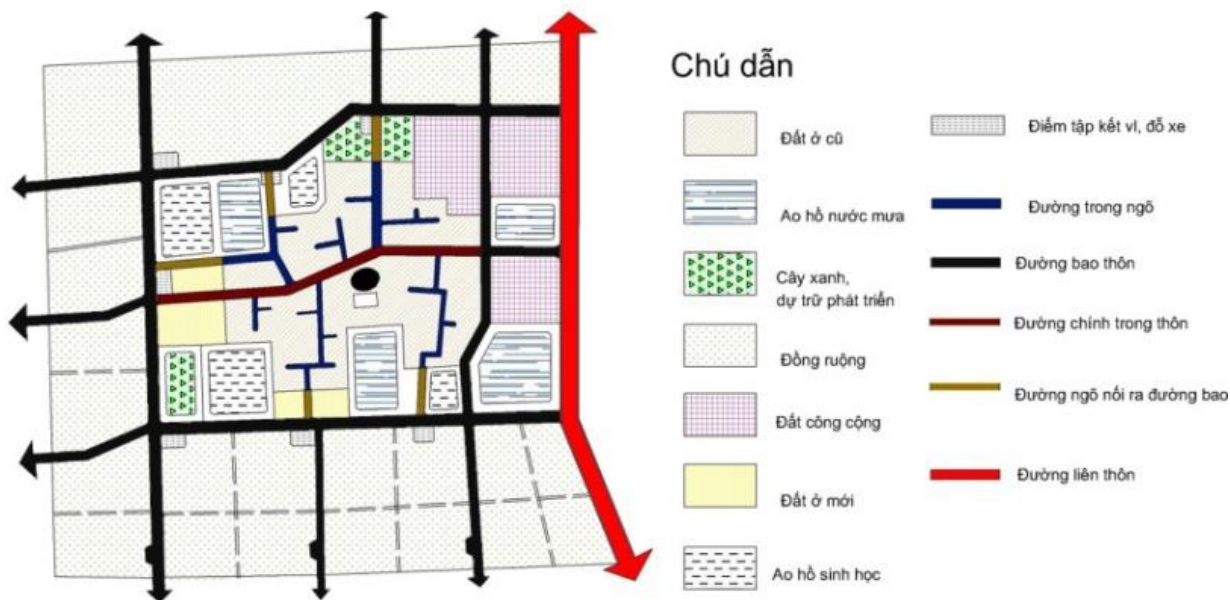 Chú dẫn
Đất ở cũ
Ao hồ nước mưa
Cây xanh,
dự trữ phát triển
Đồng ruộng
Đất công cộng
Đất ở mới
Ao hồ sinh học
Điểm tập kết vl, đỗ xe
Đường trong ngõ
Đường bao thôn
Đường chính trong thôn
Đường ngõ nối ra đường bao
Đường liên thôn